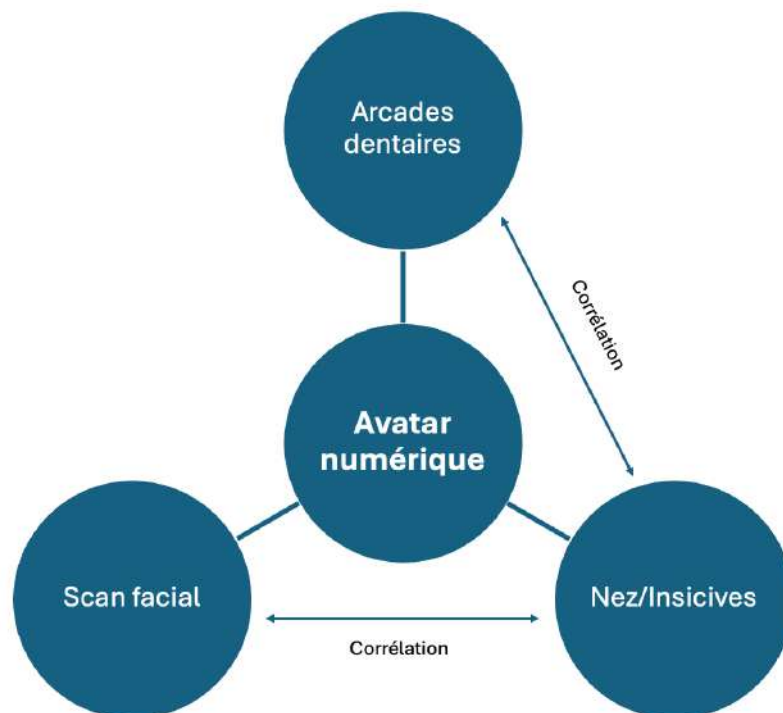 Arcades
dentaires
Corrélation
Avatar
numérique
Scan facial
Nez/Insicives
Corrélation